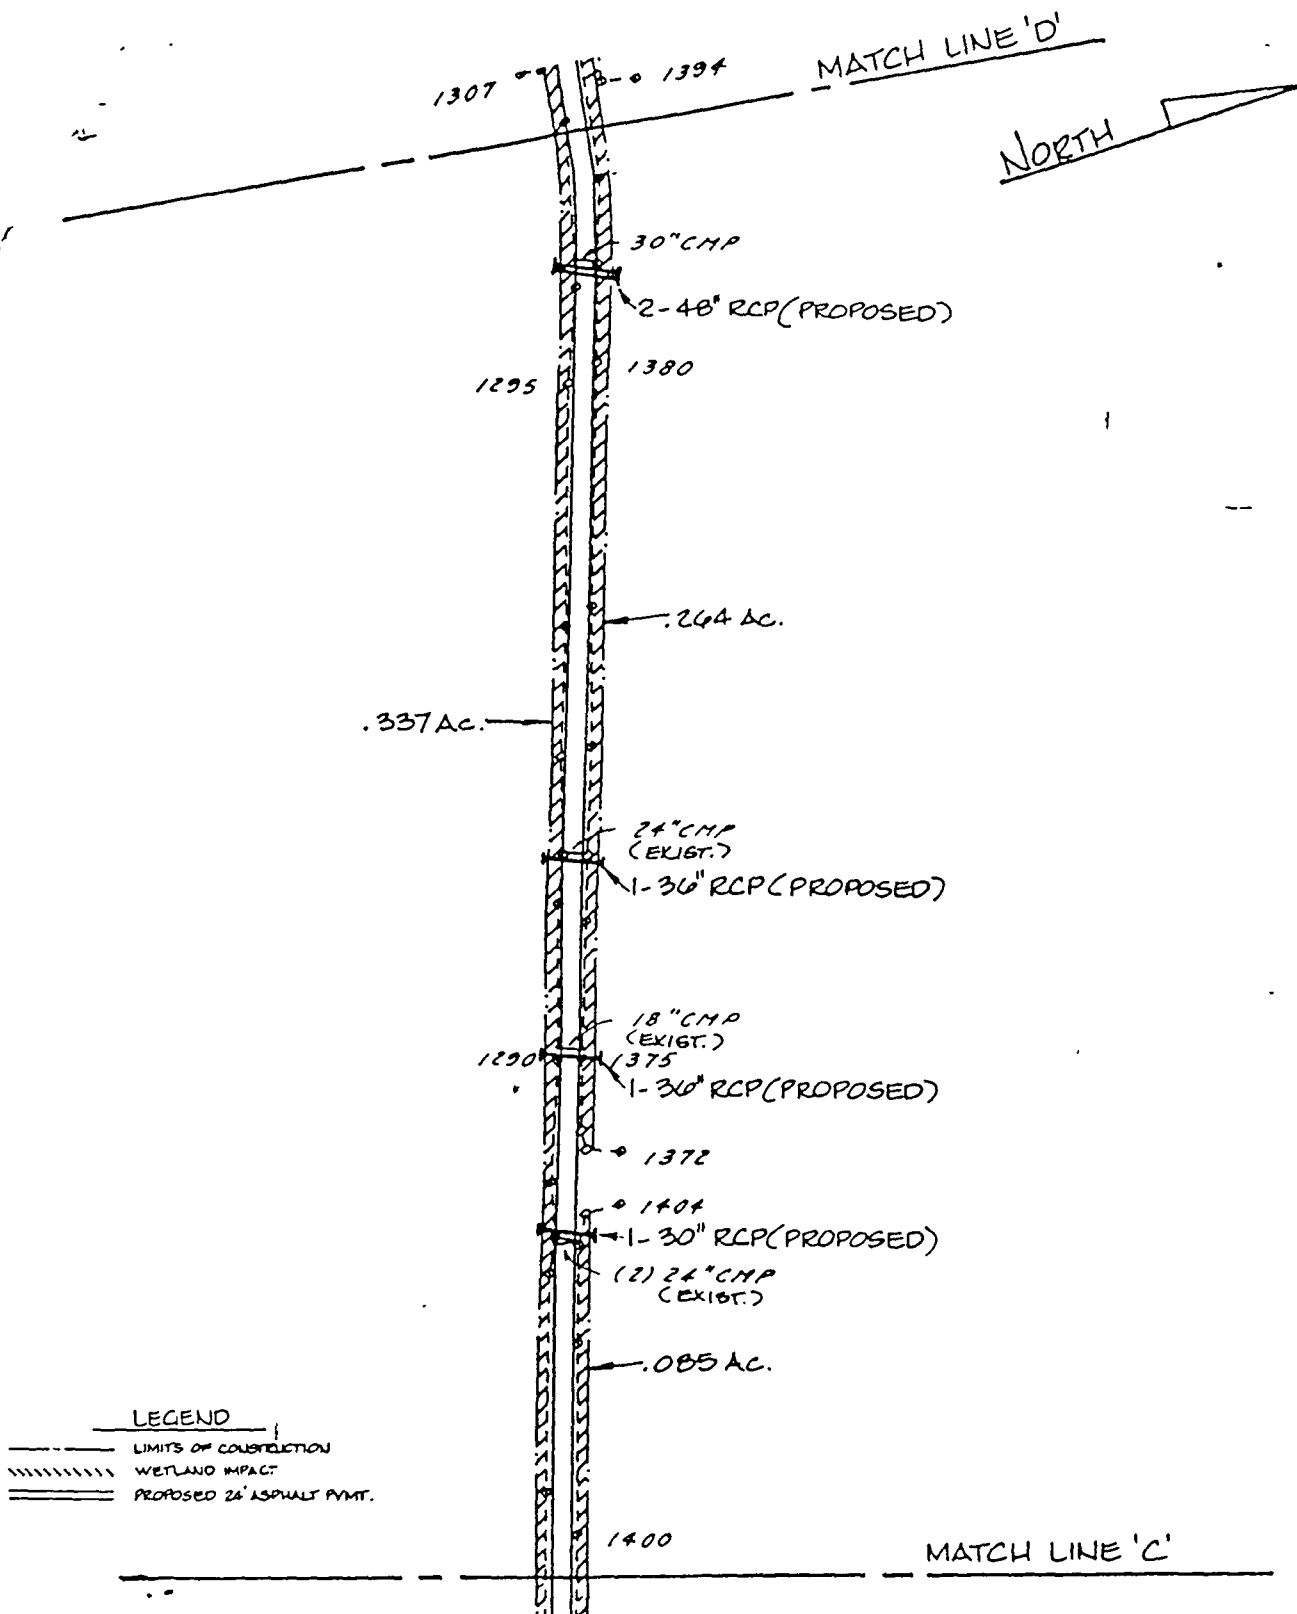 MATCH LINE 'D'
1307
1394
NORTH
30" CMP
2-48" RCP (PROPOSED)
1295
1380
.264 AC.
.337 AC.
24" CMP
(EXIST.)
1-36" RCP (PROPOSED)
18" CMP
(EXIST.)
1290
1375
1-36" RCP (PROPOSED)
1372
1404
1-30" RCP (PROPOSED)
(2) 24" CMP
(EXIST.)
.085 AC.
LEGEND
LIMITS OF CONSTRUCTION
WETLAND IMPACT
PROPOSED 24' ASPHALT PVMT.
1400
MATCH LINE 'C'